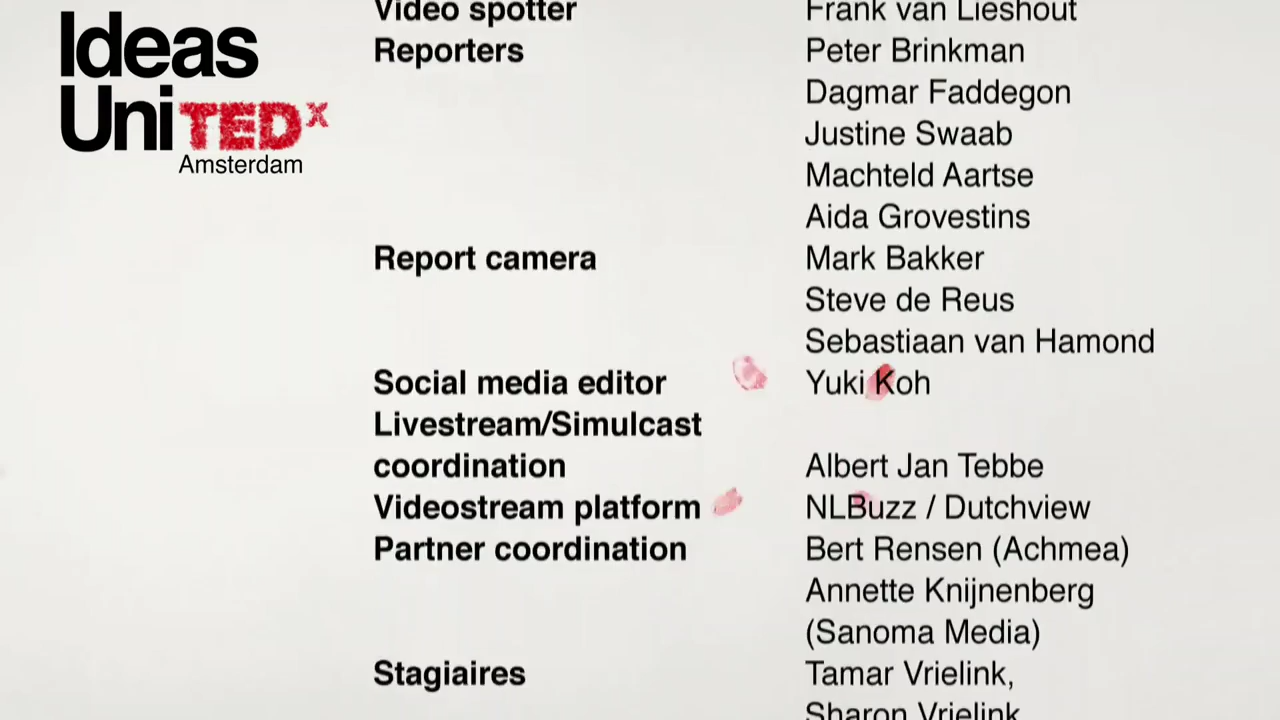 Ideas
UniTEDx
Amsterdam
Video spotter Frank van Lieshout
Reporters Peter Brinkman
Dagmar Faddegon
Justine Swaab
Machteld Aartse
Aida Grovestins
Report camera Mark Bakker
Steve de Reus
Sebastiaan van Hamond
Social media editor Yuki Koh
Livestream/Simulcast
coordination Albert Jan Tebbe
Videostream platform NLBuzz / Dutchview
Partner coordination Bert Rensen (Achmea)
Annette Knijnenberg
(Sanoma Media)
Stagiaires Tamar Vrielink,
Sharon Vrielink